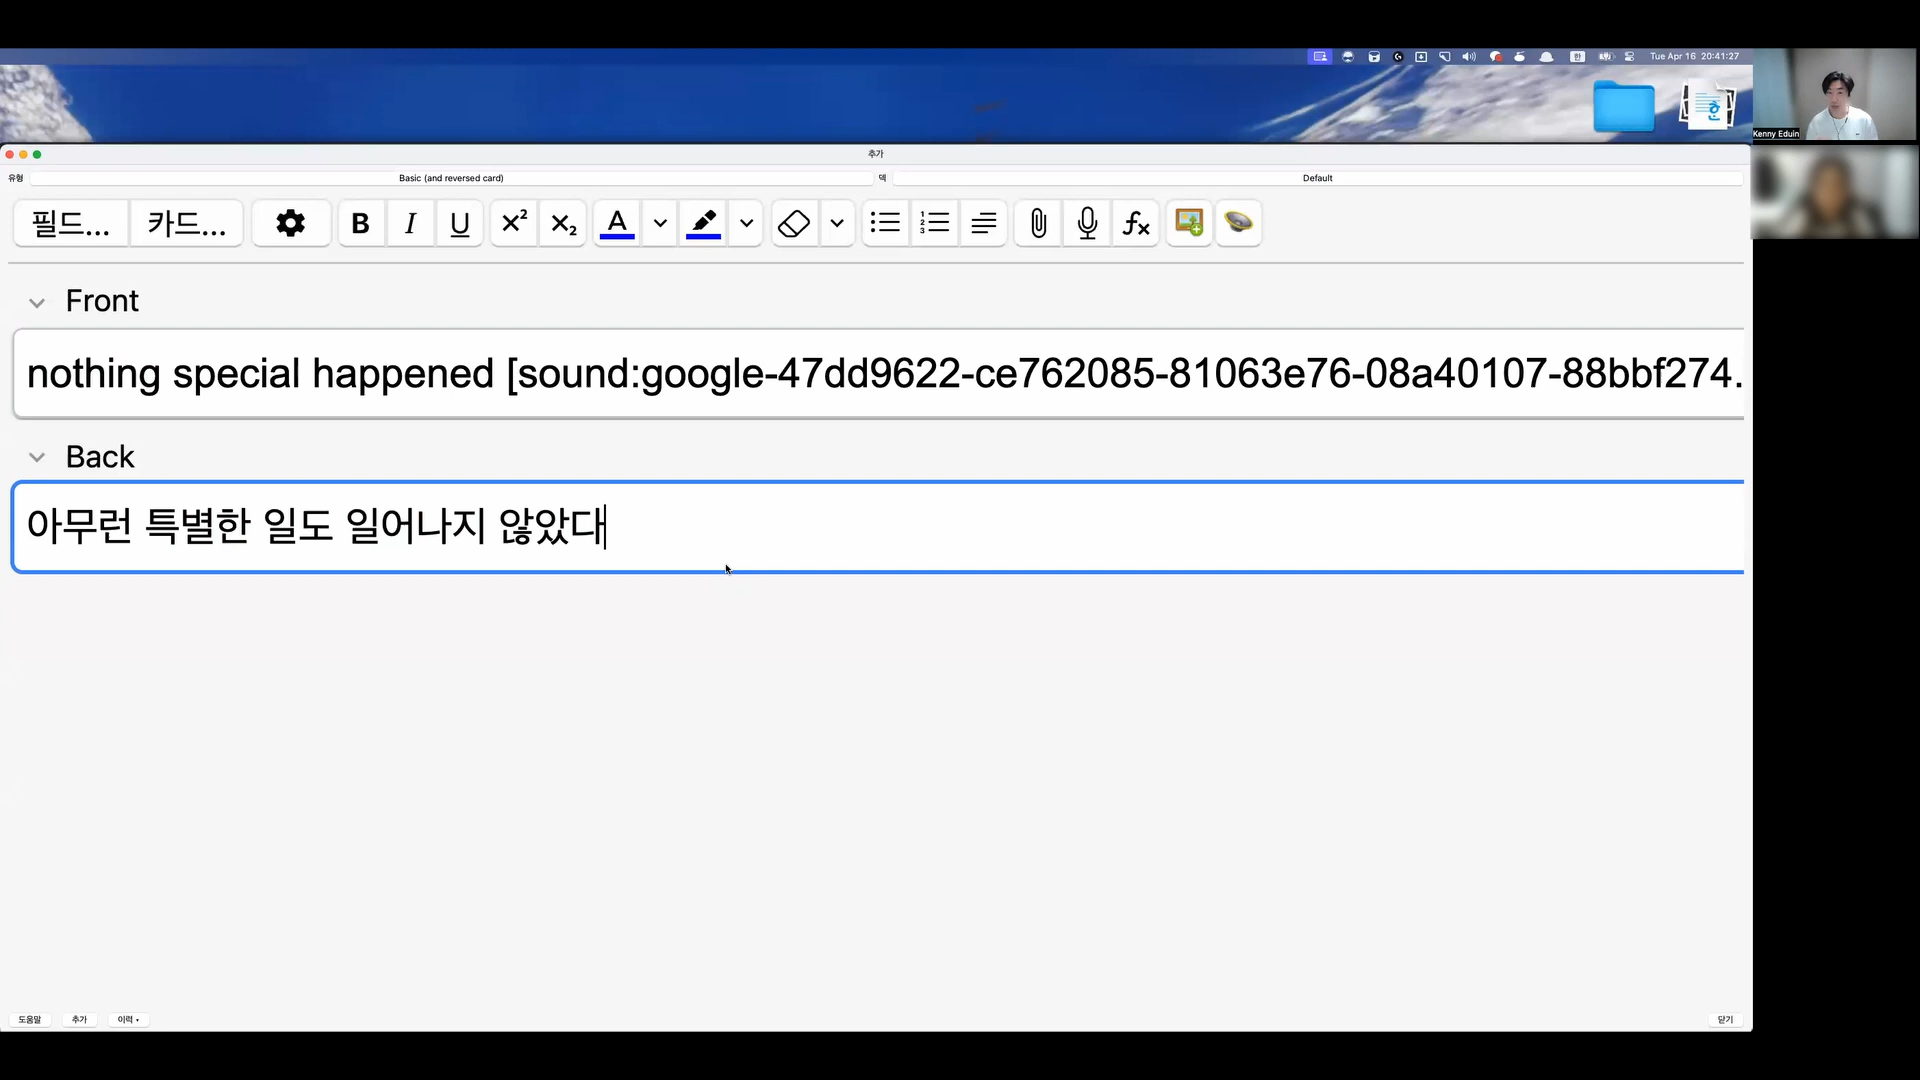 Tue Apr 16 20:41:27
Kenny Eduin
추가
유형 Basic (and reversed card) 덱 Default
필드... 카드... B I U X² X₂ A fx
Front
nothing special happened [sound:google-47dd9622-ce762085-81063e76-08a40107-88bbf274.
Back
아무런 특별한 일도 일어나지 않았다
도움말 추가 이력 닫기